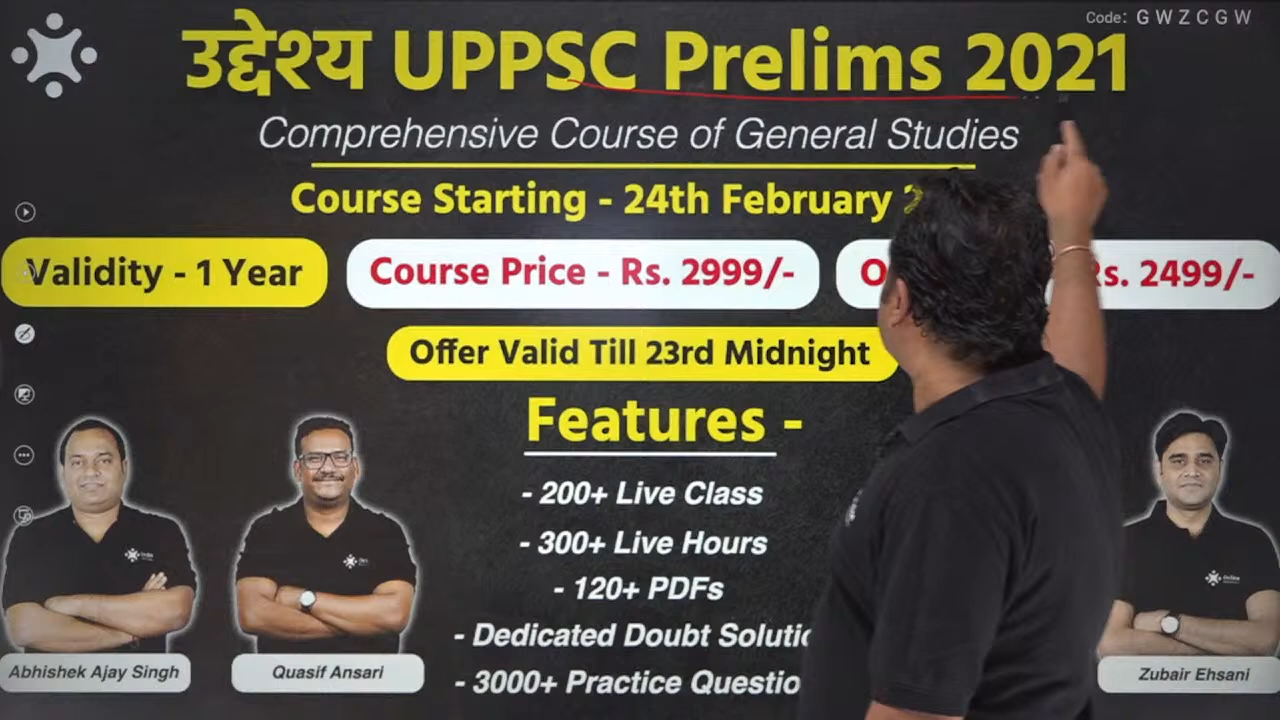 Code: GWZCGW
उद्देश्य UPPSC Prelims 2021
Comprehensive Course of General Studies
Course Starting - 24th February
Validity - 1 Year
Course Price - Rs. 2999/-
Rs. 2499/-
Offer Valid Till 23rd Midnight
Features -
- 200+ Live Class
- 300+ Live Hours
- 120+ PDFs
- Dedicated Doubt
- 3000+ Practice
Abhishek Ajay Singh
Quasif Ansari
Zubair Ehsani